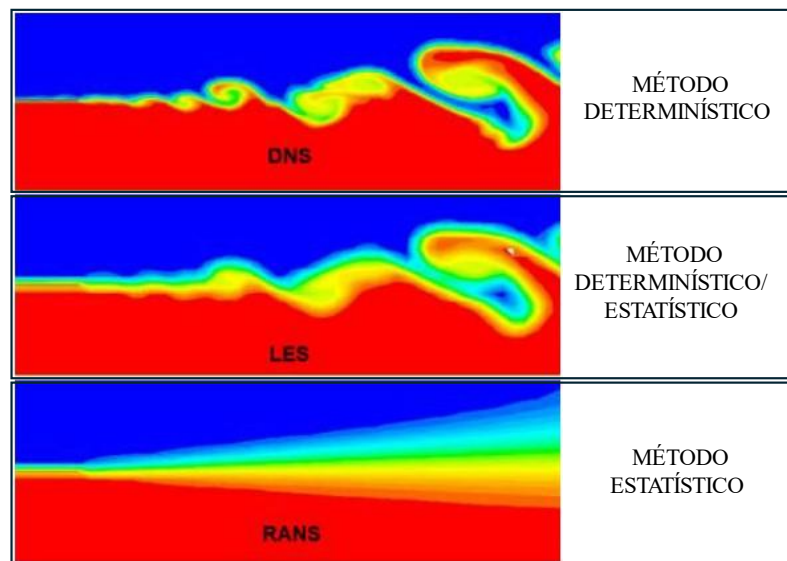 DNS
MÉTODO
DETERMINÍSTICO
LES
MÉTODO
DETERMINÍSTICO/
ESTATÍSTICO
RANS
MÉTODO
ESTATÍSTICO